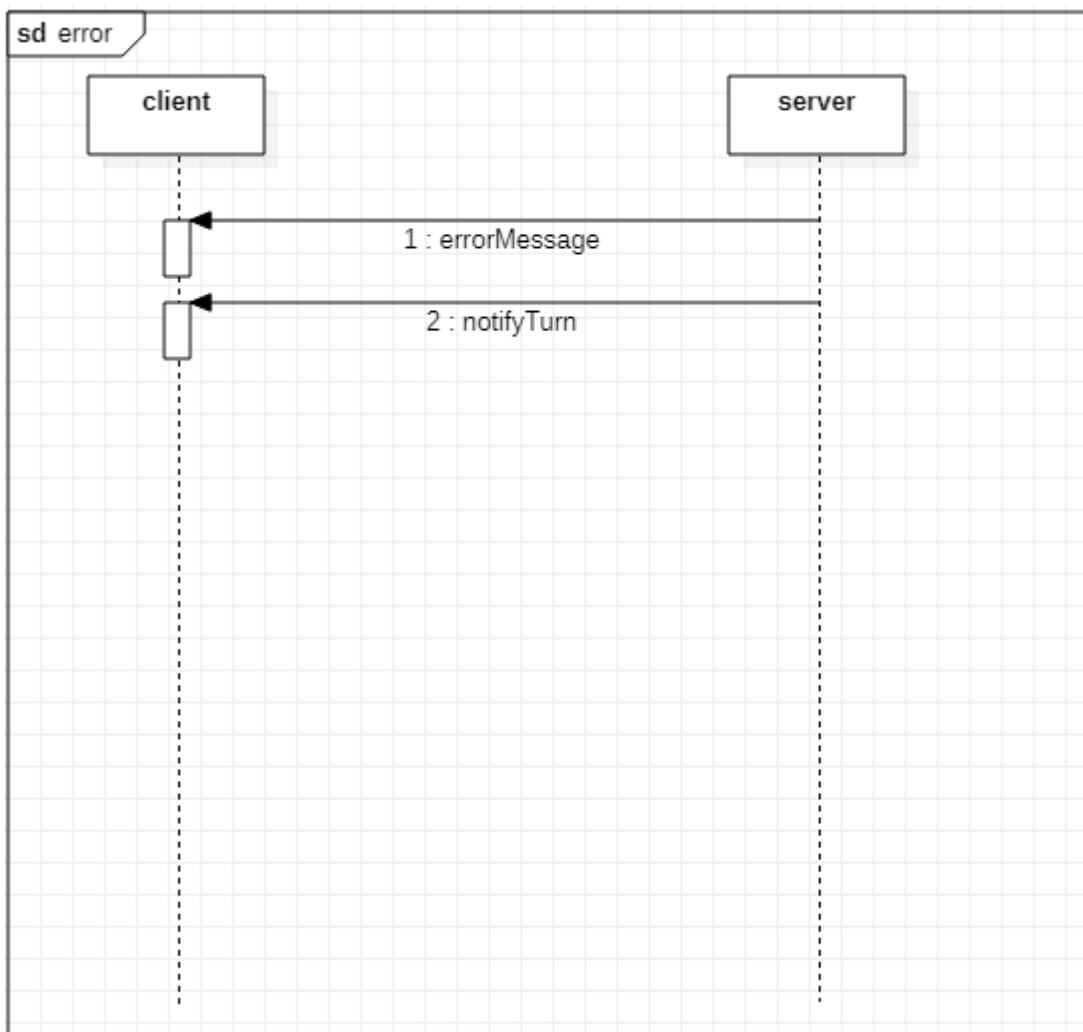 sd error
client
server
1 : errorMessage
2 : notifyTurn